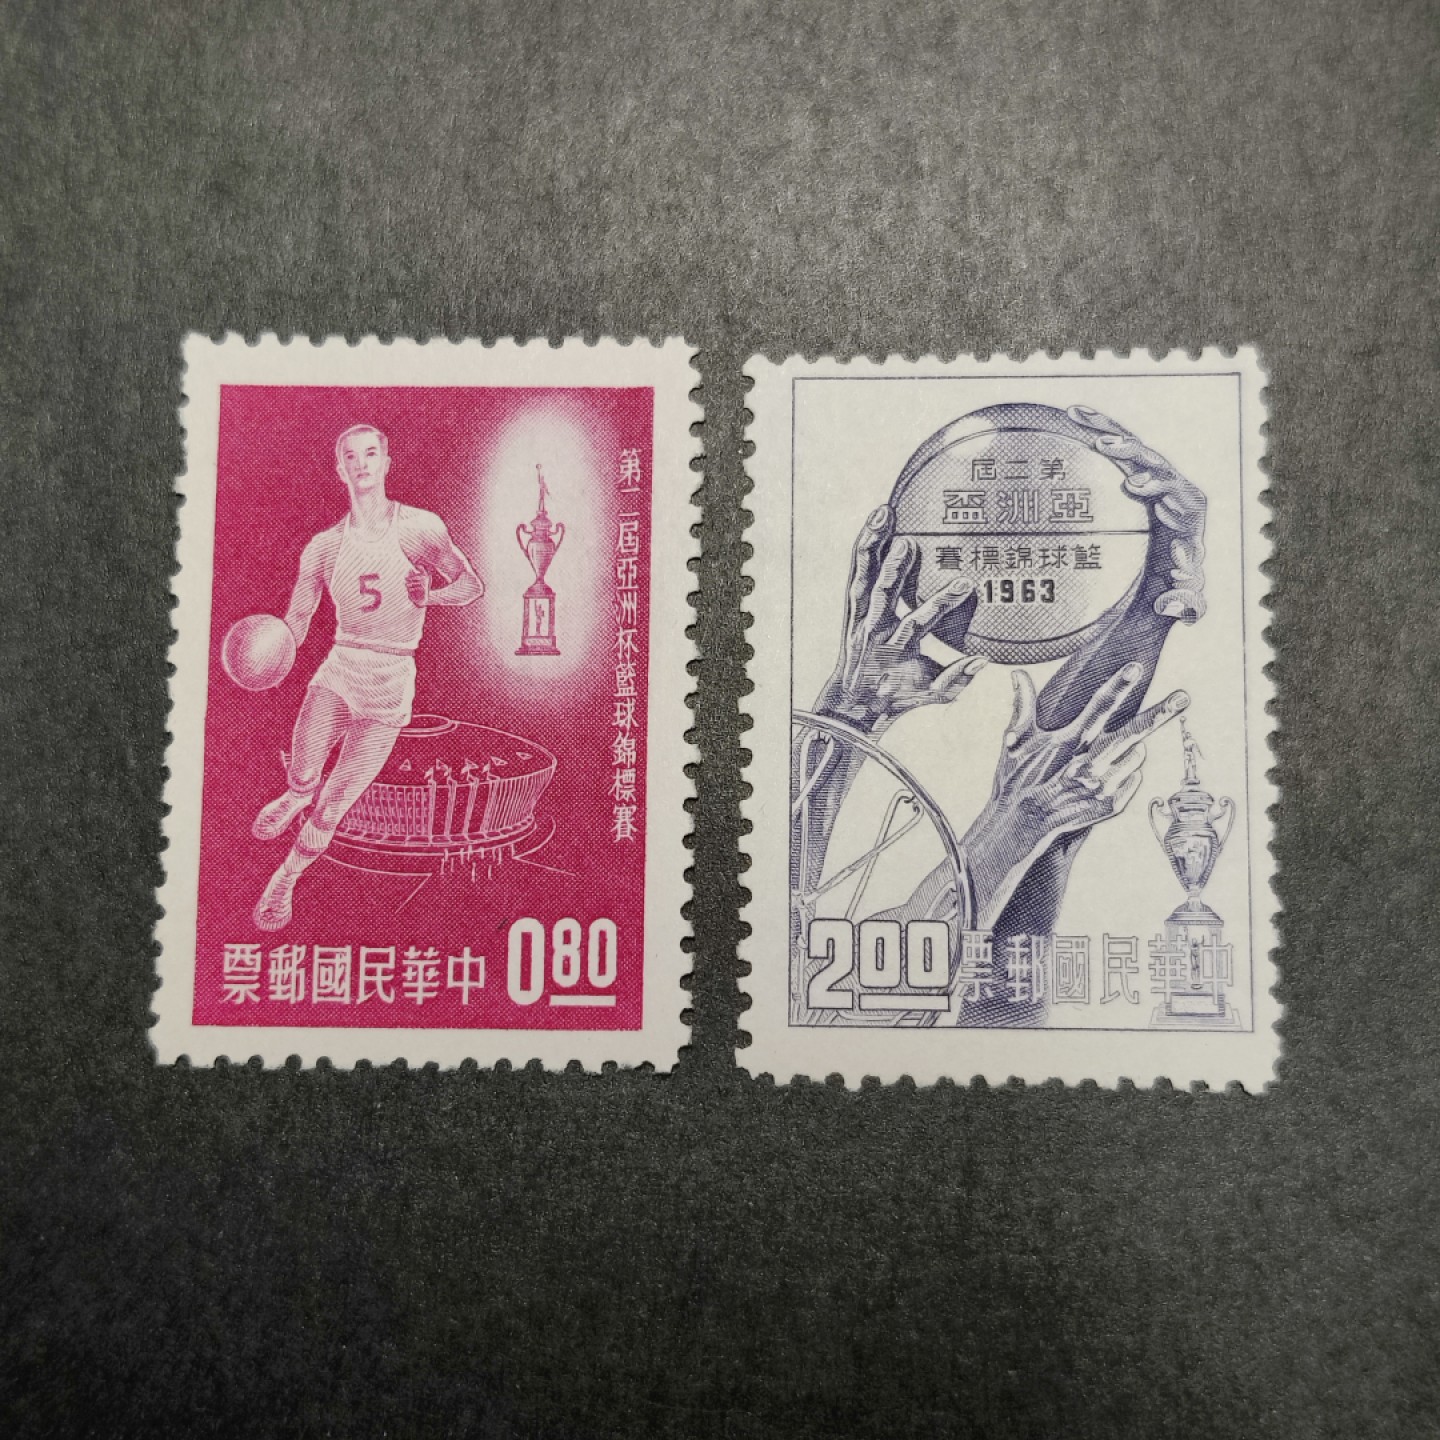 第二屆亞洲杯籃球錦標賽
5
票郵國民華中 0.80
屆二第
盃洲亞
賽標錦球籃
1963
2.00 票郵國民華中